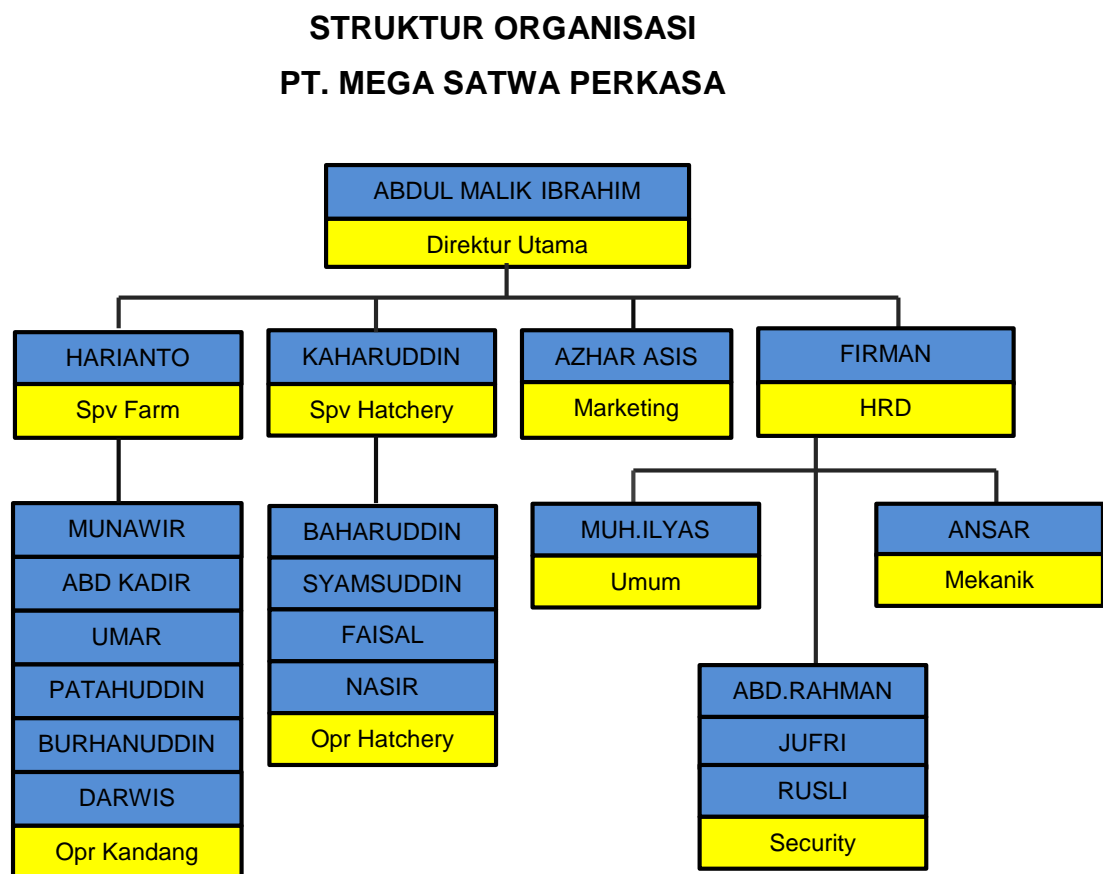 STRUKTUR ORGANISASI
PT. MEGA SATWA PERKASA
ABDUL MALIK IBRAHIM
Direktur Utama
HARIANTO
Spv Farm
KAHARUDDIN
Spv Hatchery
AZHAR ASIS
Marketing
FIRMAN
HRD
MUNAWIR
ABD KADIR
UMAR
PATAHUDDIN
BURHANUDDIN
DARWIS
Opr Kandang
BAHARUDDIN
SYAMSUDDIN
FAISAL
NASIR
Opr Hatchery
MUH.ILYAS
Umum
ANSAR
Mekanik
ABD.RAHMAN
JUFRI
RUSLI
Security